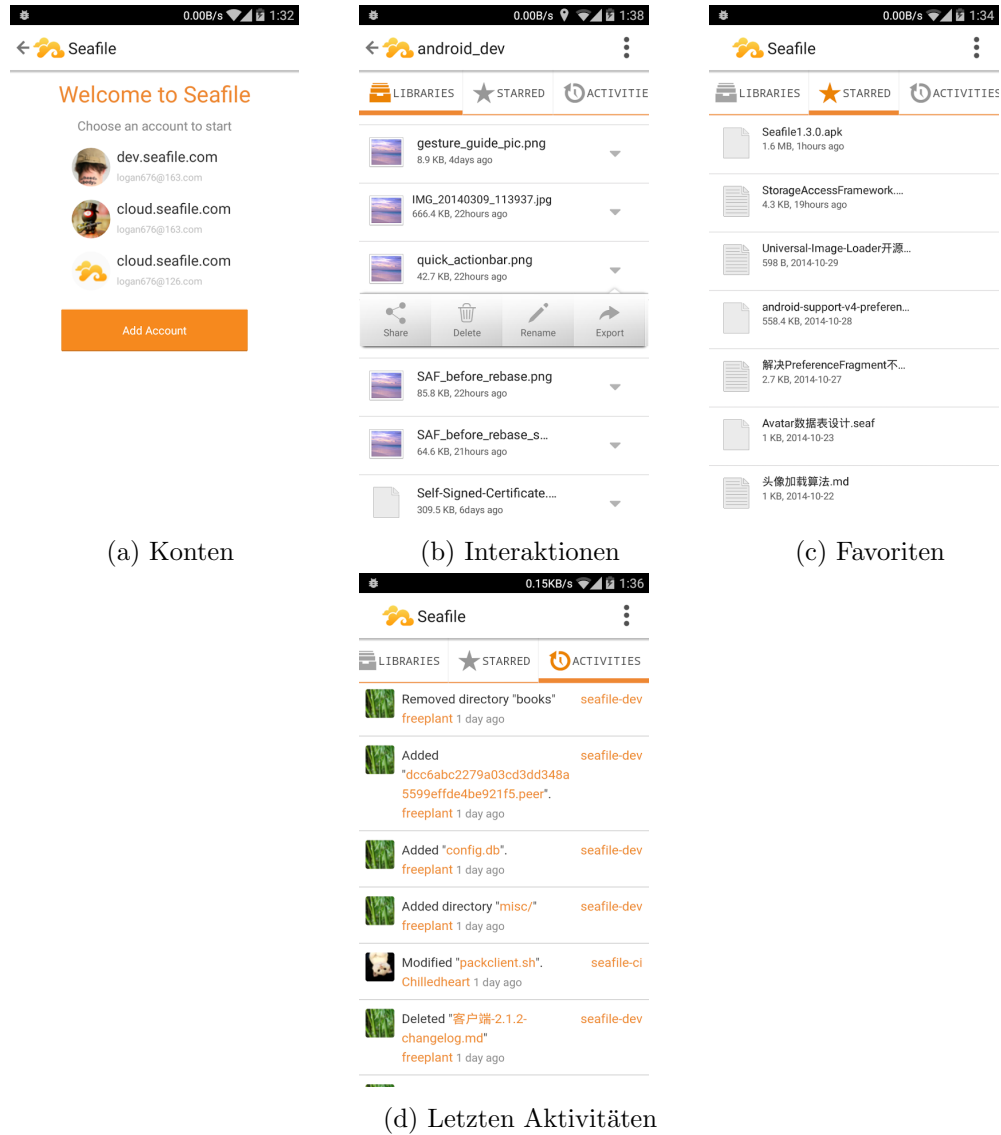 0.00B/s 1:32
Seafile
Welcome to Seafile
Choose an account to start
dev.seafile.com
logan676@163.com
cloud.seafile.com
logan676@163.com
cloud.seafile.com
logan676@126.com
Add Account
(a) Konten
0.00B/s 1:38
android_dev
LIBRARIES STARRED ACTIVITIE
gesture_guide_pic.png
8.9 KB, 4days ago
IMG_20140309_113937.jpg
666.4 KB, 22hours ago
quick_actionbar.png
42.7 KB, 22hours ago
Share Delete Rename Export
SAF_before_rebase.png
85.8 KB, 22hours ago
SAF_before_rebase_s...
64.6 KB, 21hours ago
Self-Signed-Certificate....
309.5 KB, 6days ago
(b) Interaktionen
0.00B/s 1:34
Seafile
LIBRARIES STARRED ACTIVITIES
Seafile1.3.0.apk
1.6 MB, 1hours ago
StorageAccessFramework....
4.3 KB, 19hours ago
Universal-Image-Loader开源...
598 B, 2014-10-29
android-support-v4-preferen...
558.4 KB, 2014-10-28
解决PreferenceFragment不...
2.7 KB, 2014-10-27
Avatar数据表设计.seaf
1 KB, 2014-10-23
头像加载算法.md
1 KB, 2014-10-22
(c) Favoriten
0.15KB/s 1:36
Seafile
LIBRARIES STARRED ACTIVITIES
Removed directory "books" seafile-dev
freeplant 1 day ago
Added seafile-dev
"dcc6abc2279a03cd3dd348a
5599effde4be921f5.peer".
freeplant 1 day ago
Added "config.db". seafile-dev
freeplant 1 day ago
Added directory "misc/" seafile-dev
freeplant 1 day ago
Modified "packclient.sh". seafile-ci
Chilledheart 1 day ago
Deleted "客户端-2.1.2- seafile-dev
changelog.md"
freeplant 1 day ago
(d) Letzten Aktivitäten